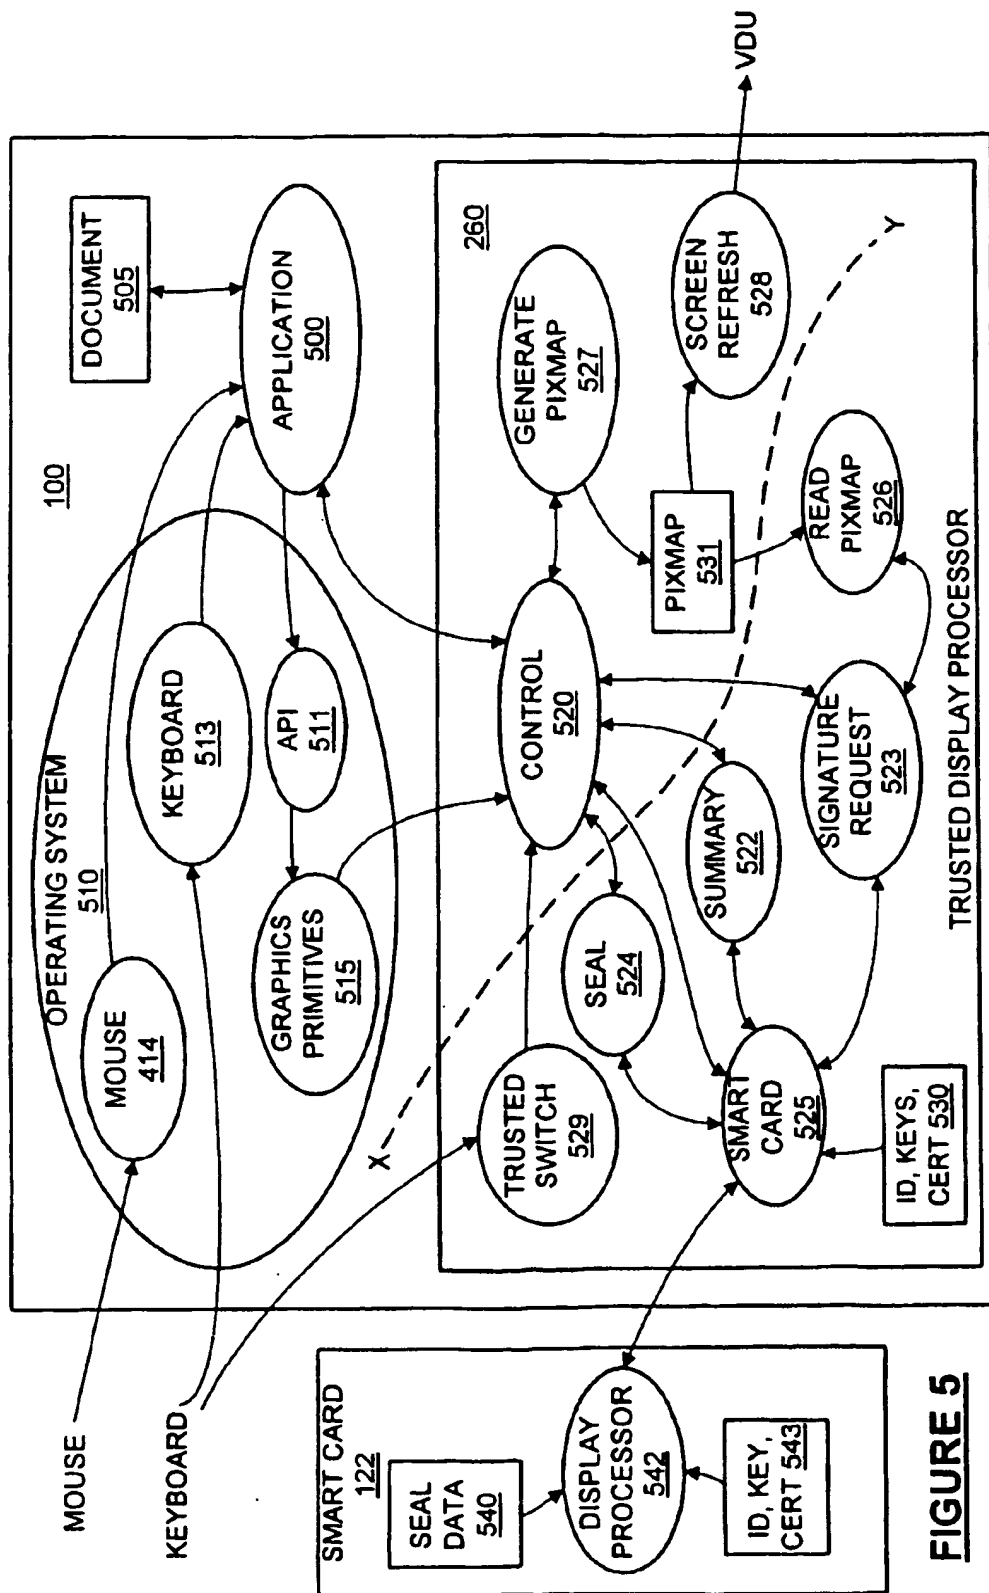 MOUSE
KEYBOARD
100
OPERATING SYSTEM
510
MOUSE
414
KEYBOARD
513
API
511
GRAPHICS
PRIMITIVES
515
DOCUMENT
505
APPLICATION
500
X
Y
260
TRUSTED
SWITCH
529
CONTROL
520
GENERATE
PIXMAP
527
PIXMAP
531
SCREEN
REFRESH
528
VDU
SEAL
524
SUMMARY
522
SIGNATURE
REQUEST
523
READ
PIXMAP
526
SMART
CARD
525
ID, KEYS,
CERT 530
TRUSTED DISPLAY PROCESSOR
SMART CARD
122
SEAL
DATA
540
DISPLAY
PROCESSOR
542
ID, KEY,
CERT 543
FIGURE 5